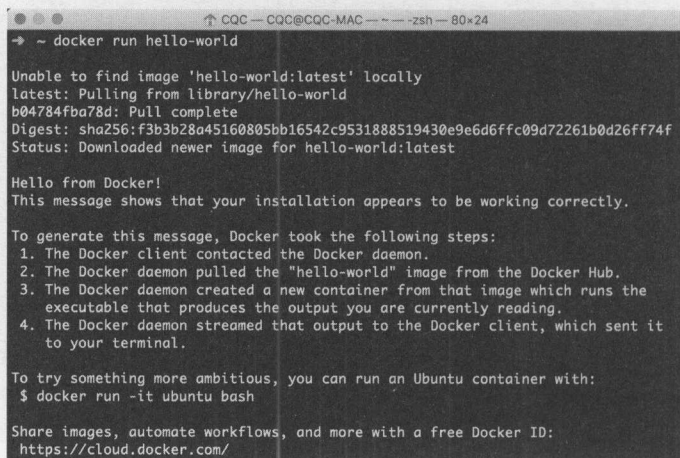 CQC — CQC@CQC-MAC — ~ — -zsh — 80×24
→ ~ docker run hello-world
Unable to find image 'hello-world:latest' locally
latest: Pulling from library/hello-world
b04784fba78d: Pull complete
Digest: sha256:f3b3b28a45160805bb16542c9531888519430e9e6d6ffc09d72261b0d26ff74f
Status: Downloaded newer image for hello-world:latest
Hello from Docker!
This message shows that your installation appears to be working correctly.
To generate this message, Docker took the following steps:
1. The Docker client contacted the Docker daemon.
2. The Docker daemon pulled the "hello-world" image from the Docker Hub.
3. The Docker daemon created a new container from that image which runs the
executable that produces the output you are currently reading.
4. The Docker daemon streamed that output to the Docker client, which sent it
to your terminal.
To try something more ambitious, you can run an Ubuntu container with:
$ docker run -it ubuntu bash
Share images, automate workflows, and more with a free Docker ID:
https://cloud.docker.com/